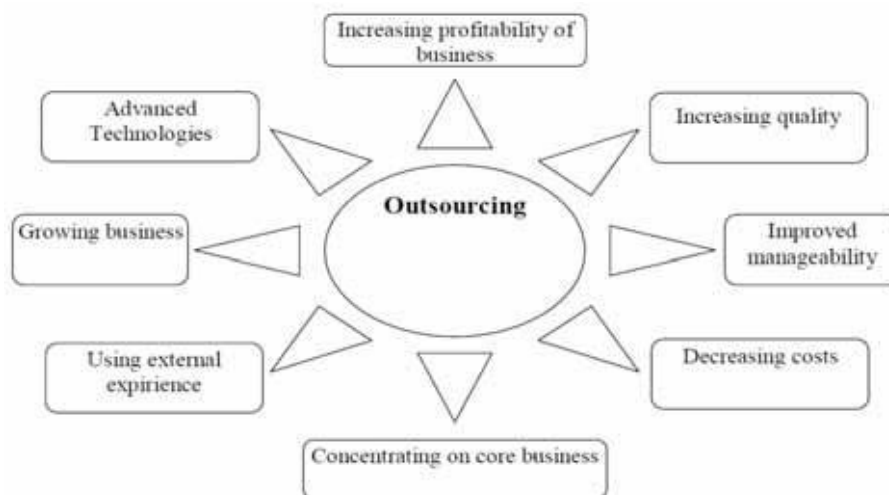 Increasing profitability of
business
Advanced
Technologies
Increasing quality
Outsourcing
Growing business
Improved
manageability
Using external
expirience
Decreasing costs
Concentrating on core business